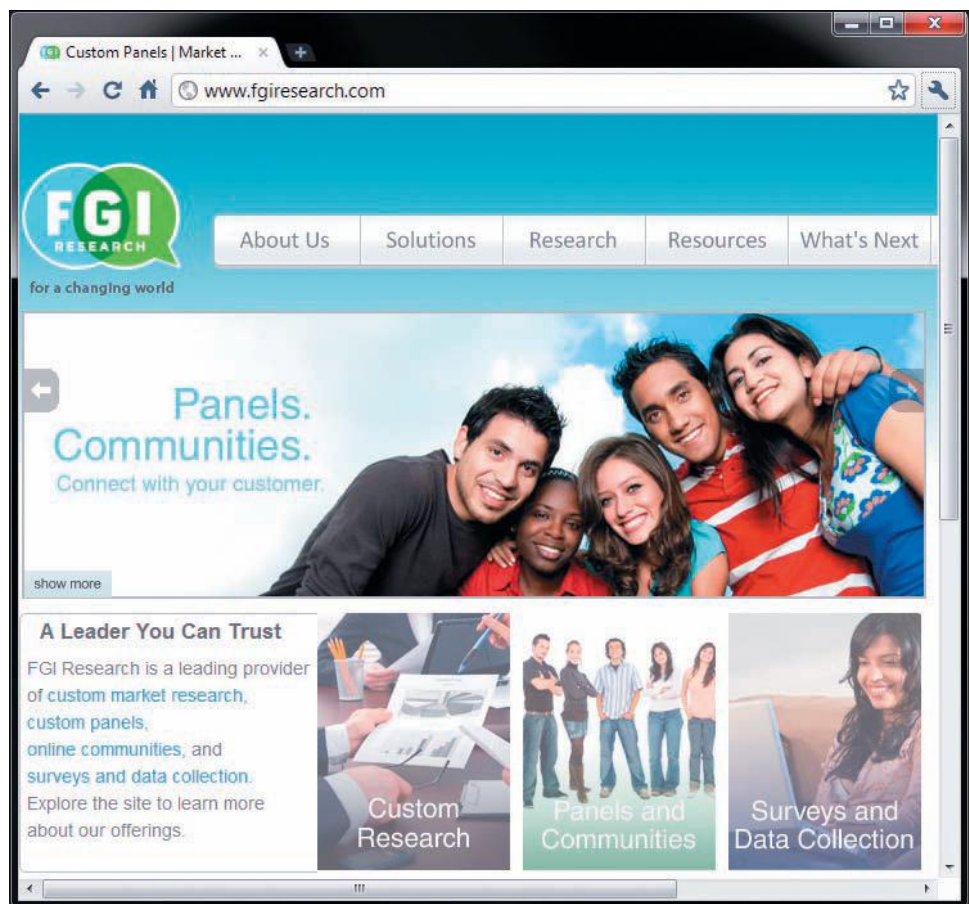 Custom Panels | Market ...
www.fgiresearch.com
FGI
RESEARCH
for a changing world
About Us
Solutions
Research
Resources
What's Next
Panels.
Communities.
Connect with your customer.
show more
A Leader You Can Trust
FGI Research is a leading provider
of custom market research,
custom panels,
online communities, and
surveys and data collection.
Explore the site to learn more
about our offerings.
Custom
Research
Panels and
Communities
Surveys and
Data Collection